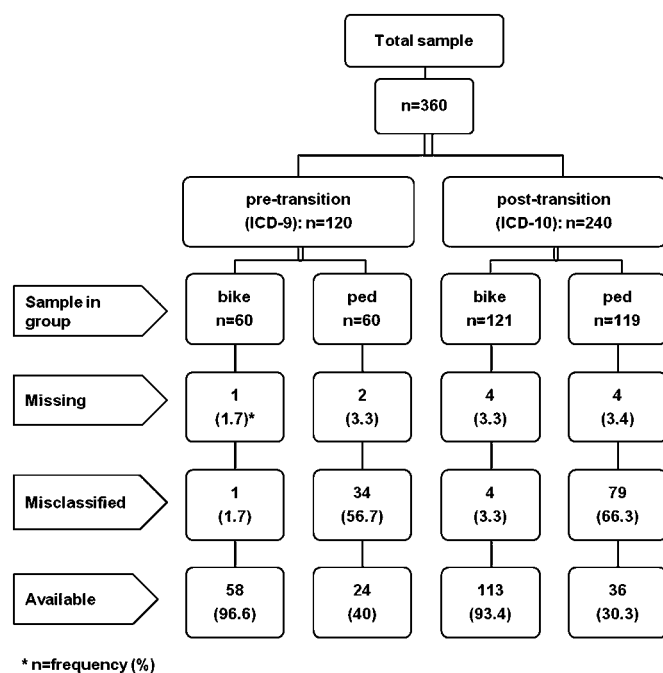 Total sample
n=360
pre-transition
(ICD-9): n=120
post-transition
(ICD-10): n=240
Sample in
group
bike
n=60
ped
n=60
bike
n=121
ped
n=119
Missing
1
(1.7)*
2
(3.3)
4
(3.3)
4
(3.4)
Misclassified
1
(1.7)
34
(56.7)
4
(3.3)
79
(66.3)
Available
58
(96.6)
24
(40)
113
(93.4)
36
(30.3)
* n=frequency (%)